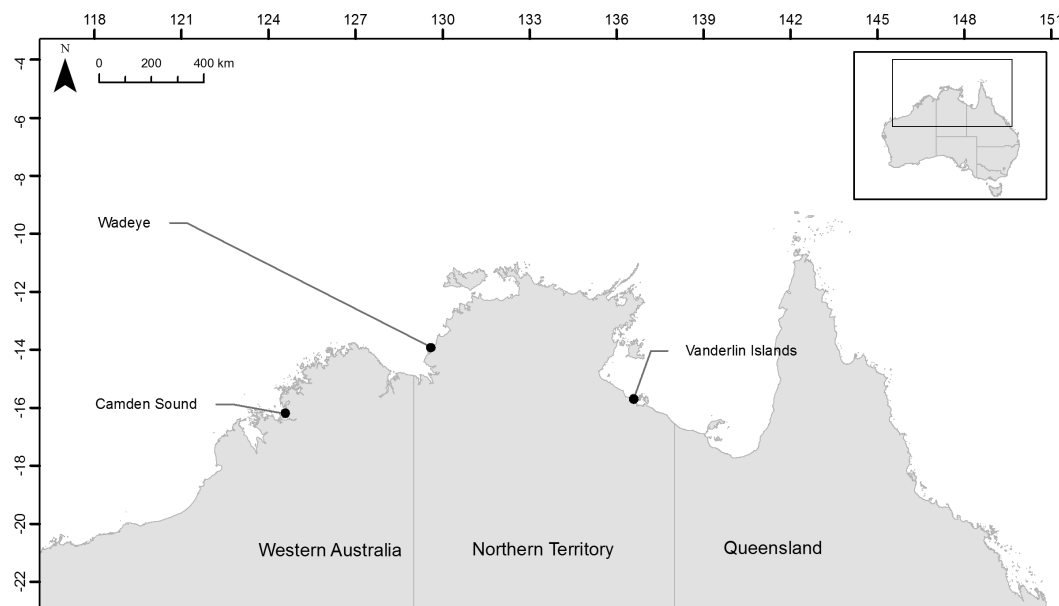 118 121 124 127 130 133 136 139 142 145 148 151
N
0 200 400 km
-4
-6
-8
-10
-12
-14
-16
-18
-20
-22
Wadeye
Vanderlin Islands
Camden Sound
Western Australia
Northern Territory
Queensland